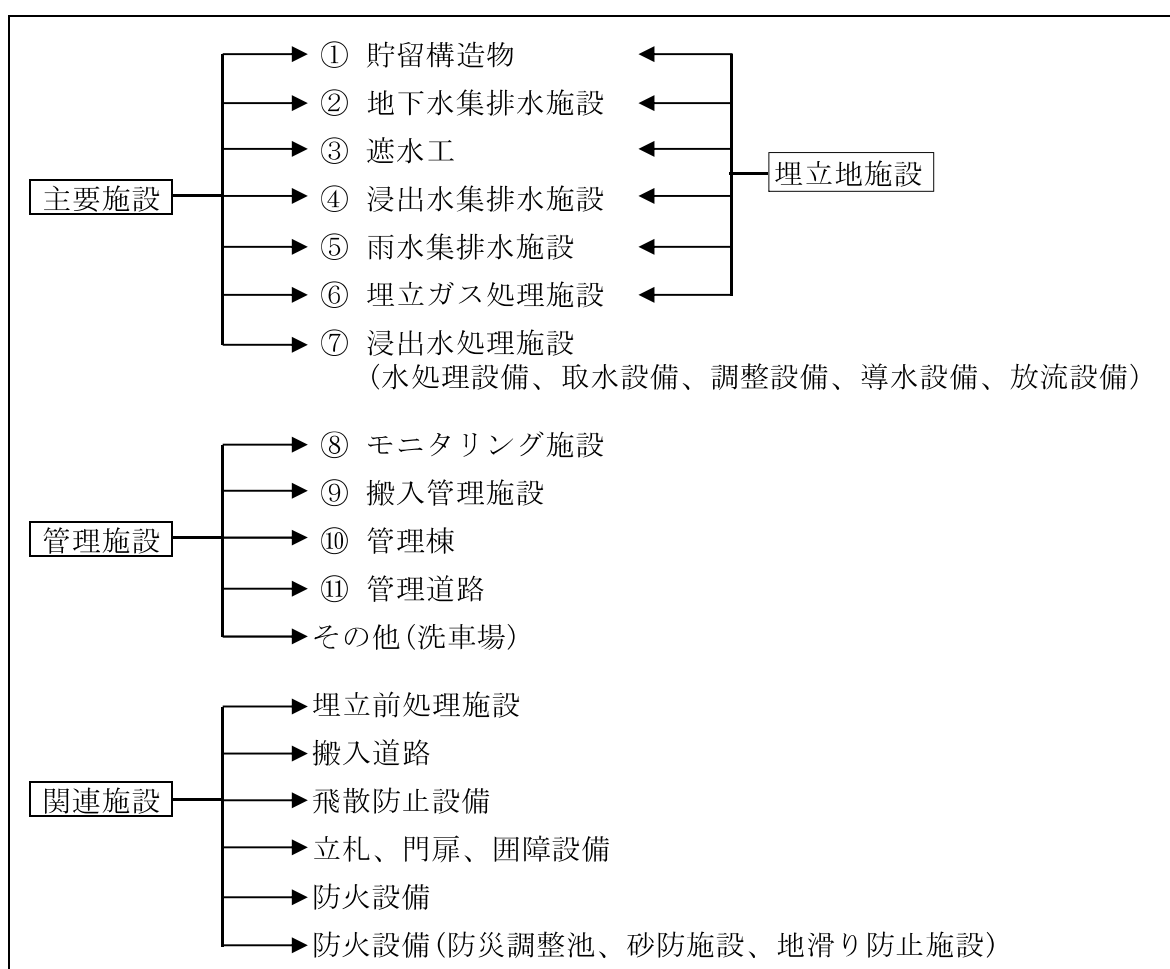 ① 貯留構造物
② 地下水集排水施設
③ 遮水工
埋立地施設
主要施設
④ 浸出水集排水施設
⑤ 雨水集排水施設
⑥ 埋立ガス処理施設
⑦ 浸出水処理施設
(水処理設備、取水設備、調整設備、導水設備、放流設備)
⑧ モニタリング施設
⑨ 搬入管理施設
管理施設
⑩ 管理棟
⑪ 管理道路
その他(洗車場)
埋立前処理施設
搬入道路
関連施設
飛散防止設備
立札、門扉、囲障設備
防火設備
防火設備(防災調整池、砂防施設、地滑り防止施設)